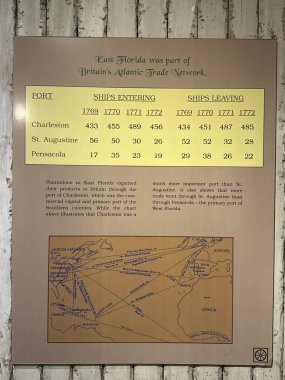 East Florida was part of
Britain's Atlantic Trade Network.
PORT SHIPS ENTERING SHIPS LEAVING
1769 1770 1771 1772 1769 1770 1771 1772
Charleston 433 455 489 456 434 451 487 485
St. Augustine 56 50 30 26 52 52 32 28
Pensacola 17 35 23 19 29 38 26 22
Plantations in East Florida exported
their products to Britain through the
port of Charleston, which was the com-
mercial capital and primary port of the
Southern colonies. While the chart
above illustrates that Charleston was a
much more important port than St.
Augustine, it also shows that more
trade went through St. Augustine than
through Pensacola - the primary port of
West Florida.
NORTH AMERICA
EUROPE
AFRICA